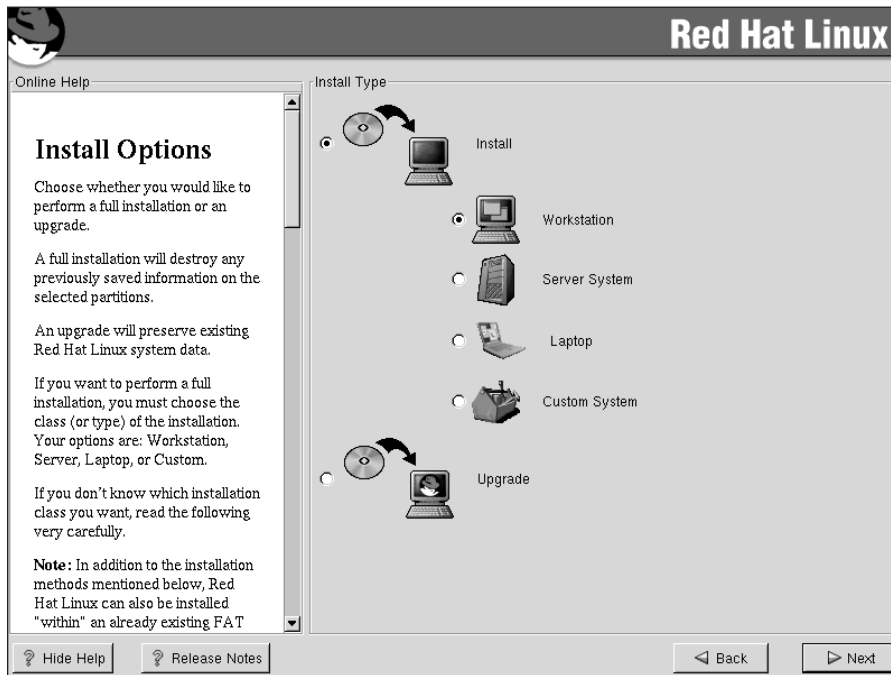 Red Hat Linux
Online Help
Install Options
Choose whether you would like to
perform a full installation or an
upgrade.
A full installation will destroy any
previously saved information on the
selected partitions.
An upgrade will preserve existing
Red Hat Linux system data.
If you want to perform a full
installation, you must choose the
class (or type) of the installation.
Your options are: Workstation,
Server, Laptop, or Custom.
If you don't know which installation
class you want, read the following
very carefully.
Note: In addition to the installation
methods mentioned below, Red
Hat Linux can also be installed
"within" an already existing FAT
Install Type
Install
Workstation
Server System
Laptop
Custom System
Upgrade
? Hide Help
? Release Notes
Back
Next